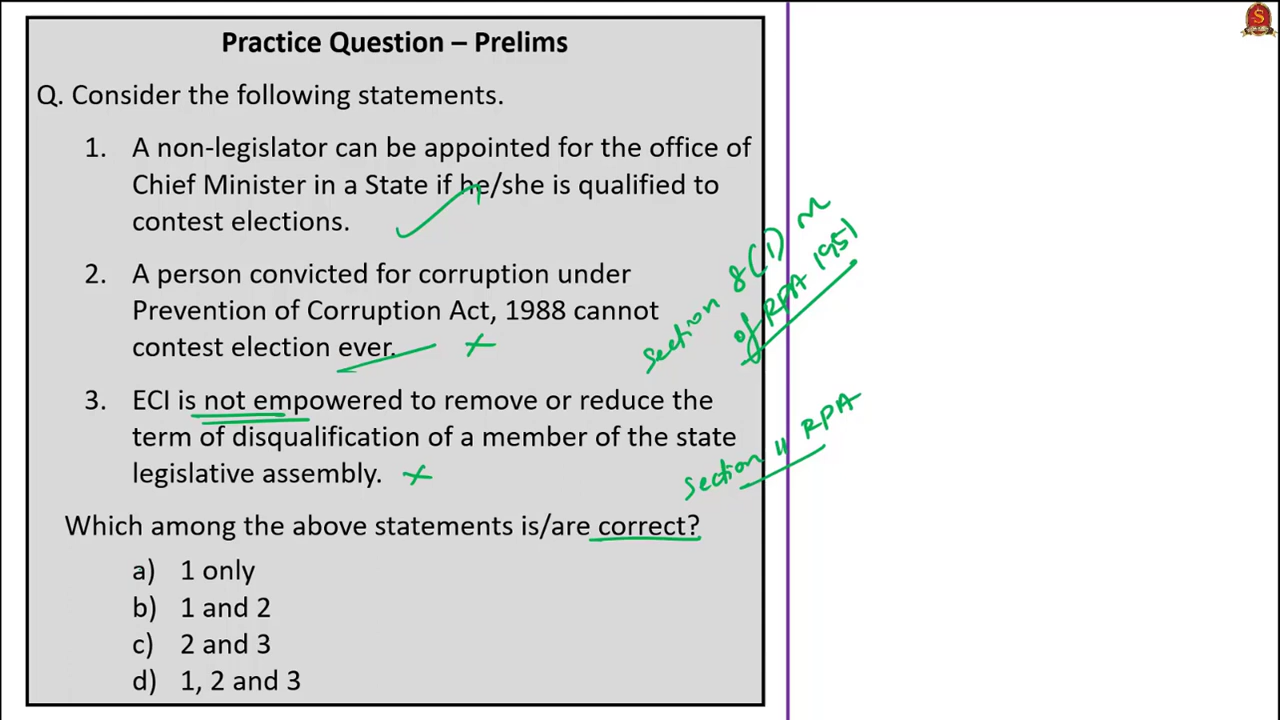 Practice Question – Prelims
Q. Consider the following statements.
1. A non-legislator can be appointed for the office of
Chief Minister in a State if he/she is qualified to
contest elections.
2. A person convicted for corruption under
Prevention of Corruption Act, 1988 cannot
contest election ever.
3. ECI is not empowered to remove or reduce the
term of disqualification of a member of the state
legislative assembly.
Which among the above statements is/are correct?
a) 1 only
b) 1 and 2
c) 2 and 3
d) 1, 2 and 3
Section 8(1) m
of RPA 1951
Section 11 RPA
S